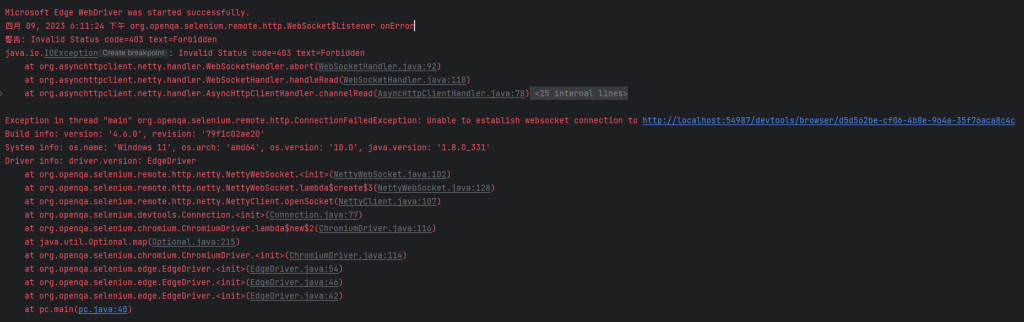 Microsoft Edge WebDriver was started successfully.
四月 09, 2023 6:11:24 下午 org.openqa.selenium.remote.http.WebSocket$Listener onError
警告: Invalid Status code=403 text=Forbidden
java.io.IOException Create breakpoint : Invalid Status code=403 text=Forbidden
at org.asynchttpclient.netty.handler.WebSocketHandler.abort(WebSocketHandler.java:92)
at org.asynchttpclient.netty.handler.WebSocketHandler.handleRead(WebSocketHandler.java:118)
at org.asynchttpclient.netty.handler.AsyncHttpClientHandler.channelRead(AsyncHttpClientHandler.java:78) <25 internal lines>
Exception in thread "main" org.openqa.selenium.remote.http.ConnectionFailedException: Unable to establish websocket connection to http://localhost:54987/devtools/browser/d5d562be-cf06-4b8e-964a-35f76aca8c4c
Build info: version: '4.6.0', revision: '79f1c02ae20'
System info: os.name: 'Windows 11', os.arch: 'amd64', os.version: '10.0', java.version: '1.8.0_331'
Driver info: driver.version: EdgeDriver
at org.openqa.selenium.remote.http.netty.NettyWebSocket.<init>(NettyWebSocket.java:102)
at org.openqa.selenium.remote.http.netty.NettyWebSocket.lambda$create$3(NettyWebSocket.java:128)
at org.openqa.selenium.remote.http.netty.NettyClient.openSocket(NettyClient.java:107)
at org.openqa.selenium.devtools.Connection.<init>(Connection.java:77)
at org.openqa.selenium.chromium.ChromiumDriver.lambda$new$2(ChromiumDriver.java:116)
at java.util.Optional.map(Optional.java:215)
at org.openqa.selenium.chromium.ChromiumDriver.<init>(ChromiumDriver.java:114)
at org.openqa.selenium.edge.EdgeDriver.<init>(EdgeDriver.java:54)
at org.openqa.selenium.edge.EdgeDriver.<init>(EdgeDriver.java:46)
at org.openqa.selenium.edge.EdgeDriver.<init>(EdgeDriver.java:42)
at pc.main(pc.java:40)